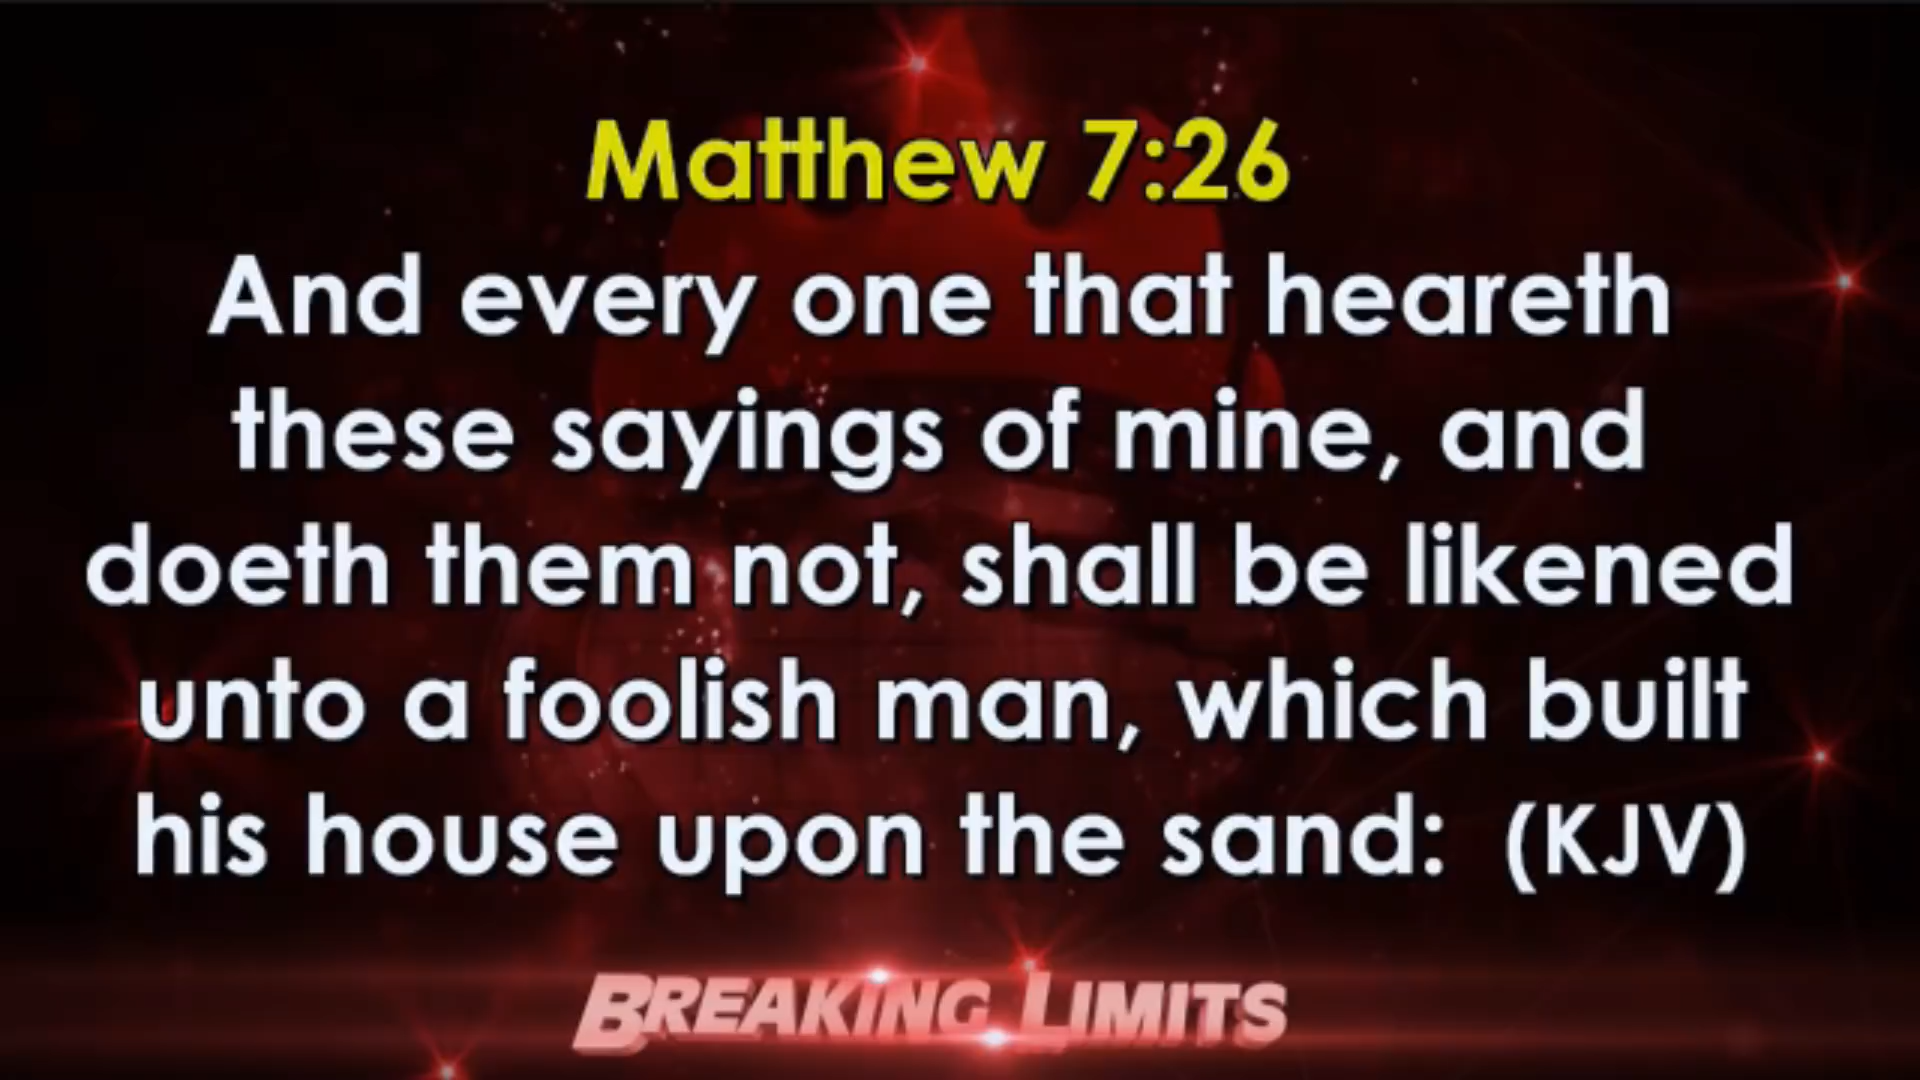 Matthew 7:26
And every one that heareth
these sayings of mine, and
doeth them not, shall be likened
unto a foolish man, which built
his house upon the sand: (KJV)
BREAKING LIMITS